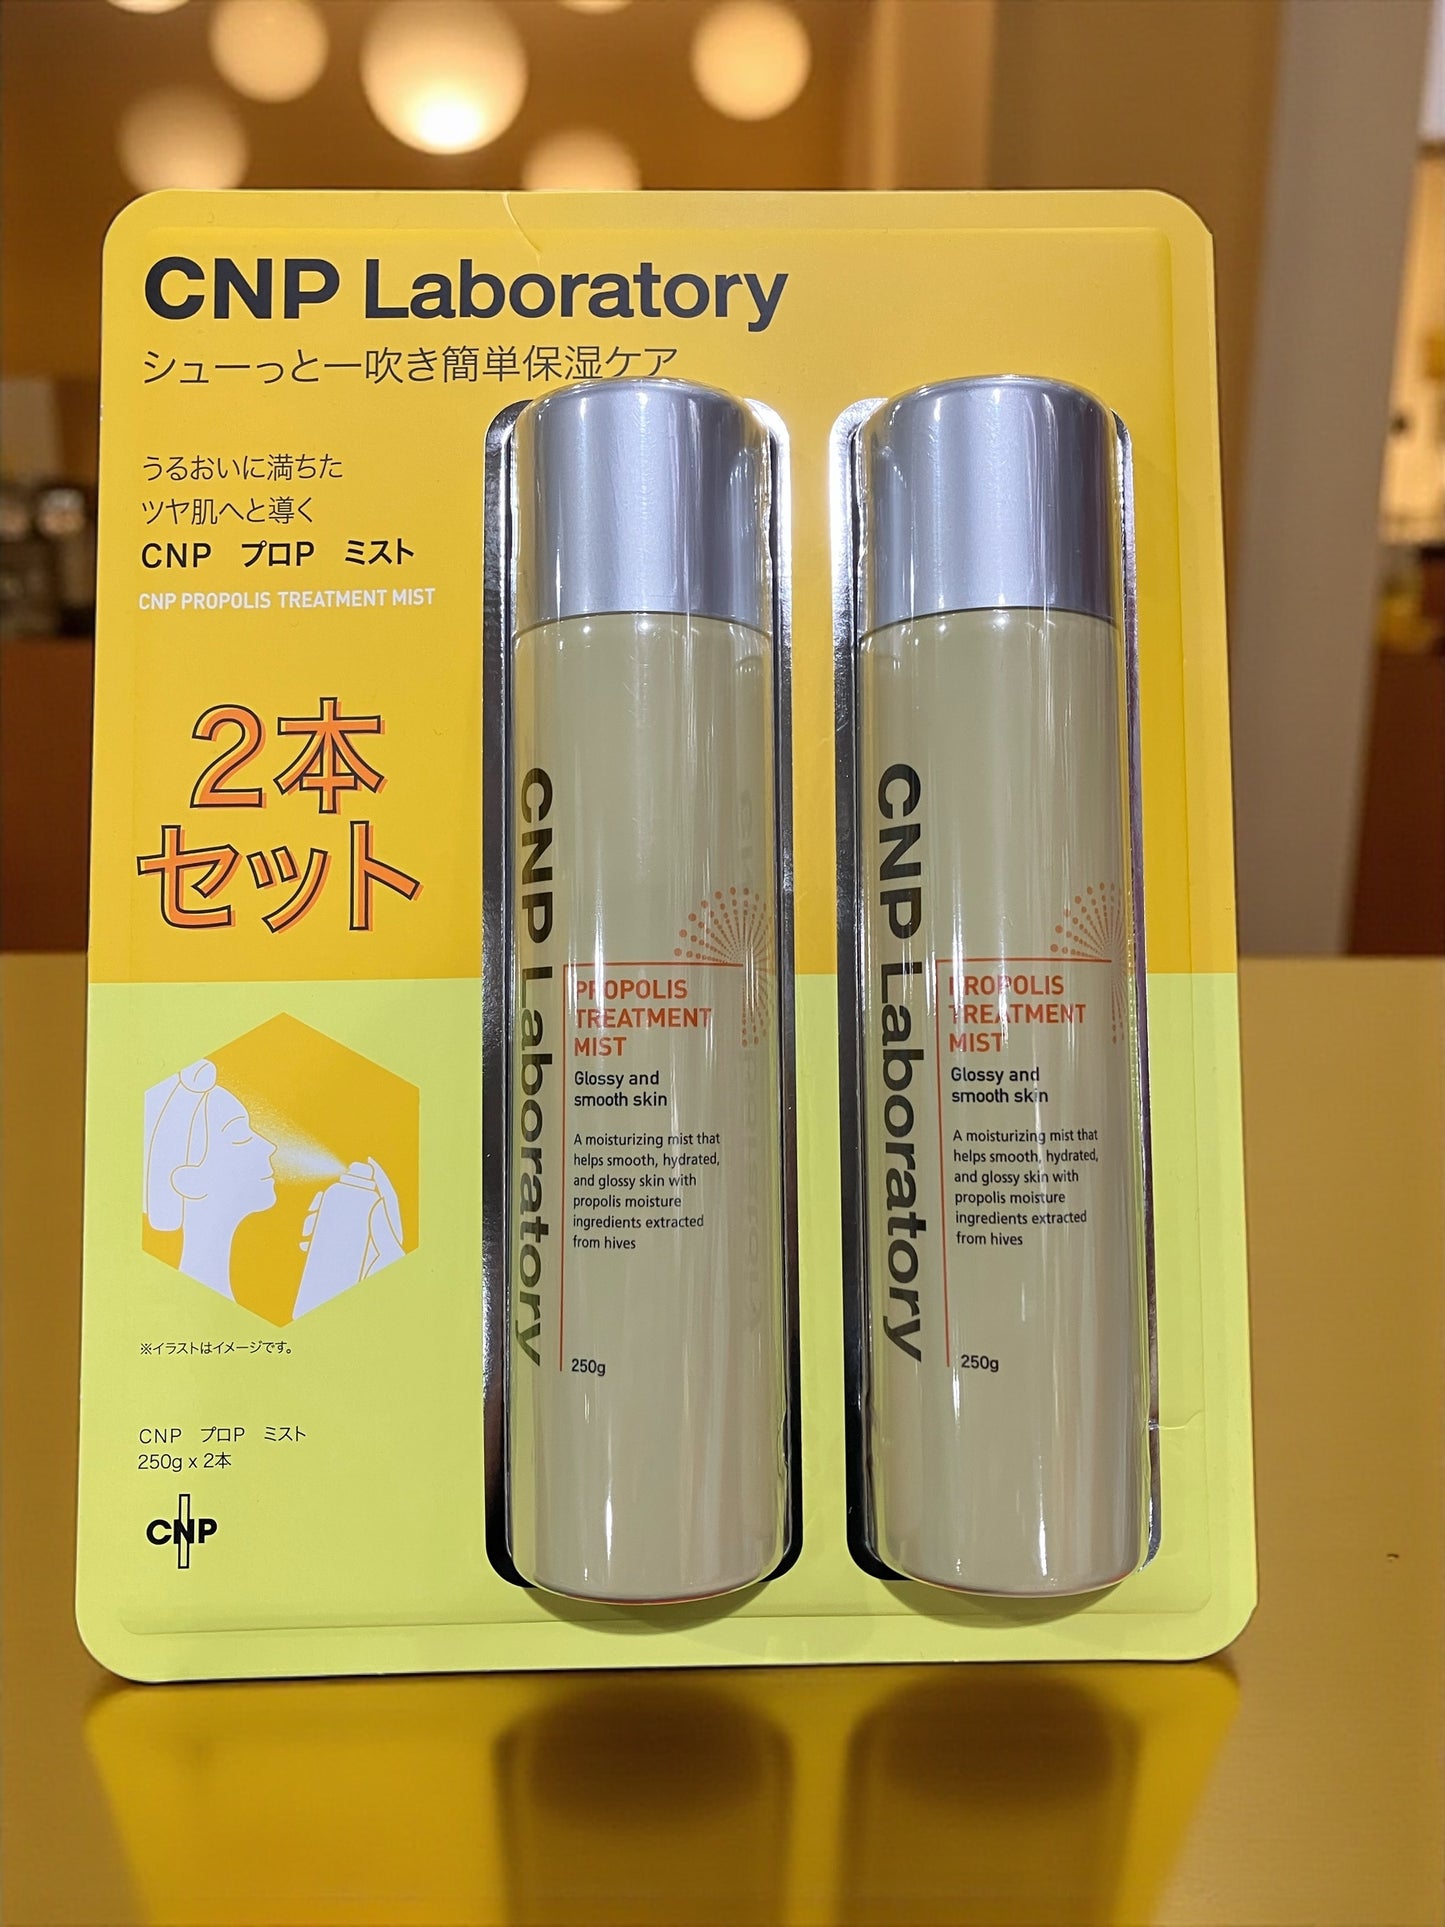 CNP Laboratory
シューっと一吹き簡単保湿ケア
うるおいに満ちた
ツヤ肌へと導く
CNP プロP ミスト
CNP PROPOLIS TREATMENT MIST
2本
セット
※イラストはイメージです。
CNP プロP ミスト
250g x 2本
CNP
CNP Laboratory
PROPOLIS
TREATMENT
MIST
Glossy and
smooth skin
A moisturizing mist that
helps smooth, hydrated,
and glossy skin with
propolis moisture
ingredients extracted
from hives
250g
CNP Laboratory
PROPOLIS
TREATMENT
MIST
Glossy and
smooth skin
A moisturizing mist that
helps smooth, hydrated,
and glossy skin with
propolis moisture
ingredients extracted
from hives
250g